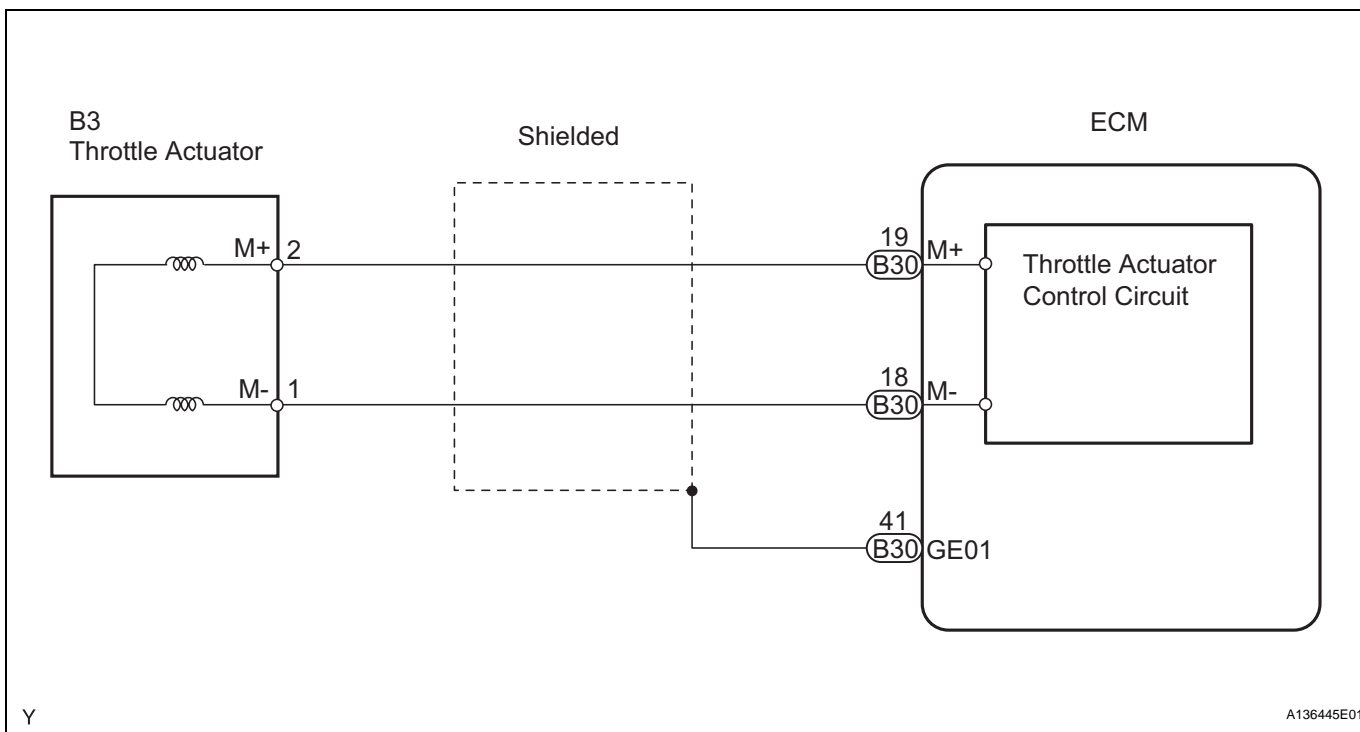 B3
Throttle Actuator
Shielded
ECM
M+ 2
19
B30 M+
Throttle Actuator
Control Circuit
M- 1
18
B30 M-
41
B30 GE01
Y
A136445E01